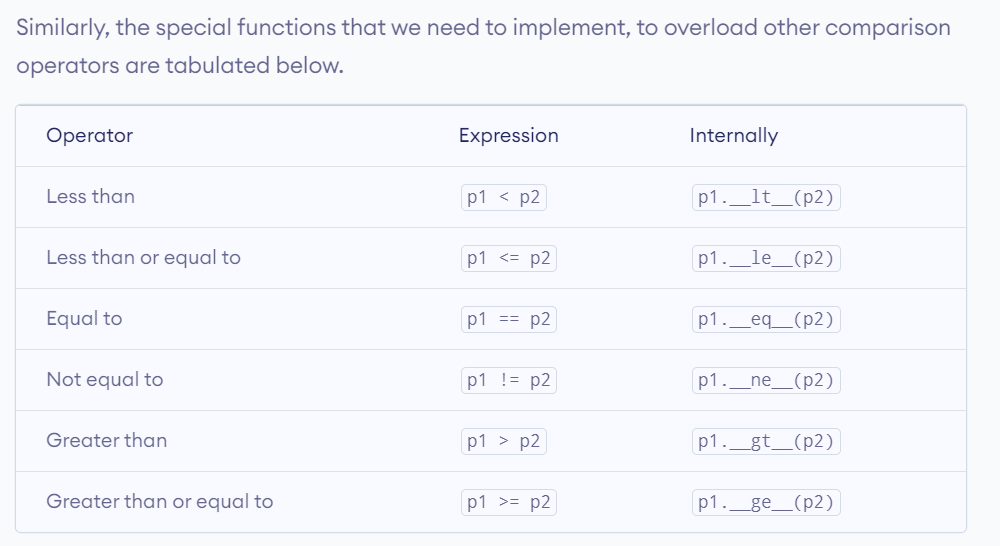 Similarly, the special functions that we need to implement, to overload other comparison
operators are tabulated below.
Operator Expression Internally
Less than p1 < p2 p1.__lt__(p2)
Less than or equal to p1 <= p2 p1.__le__(p2)
Equal to p1 == p2 p1.__eq__(p2)
Not equal to p1 != p2 p1.__ne__(p2)
Greater than p1 > p2 p1.__gt__(p2)
Greater than or equal to p1 >= p2 p1.__ge__(p2)